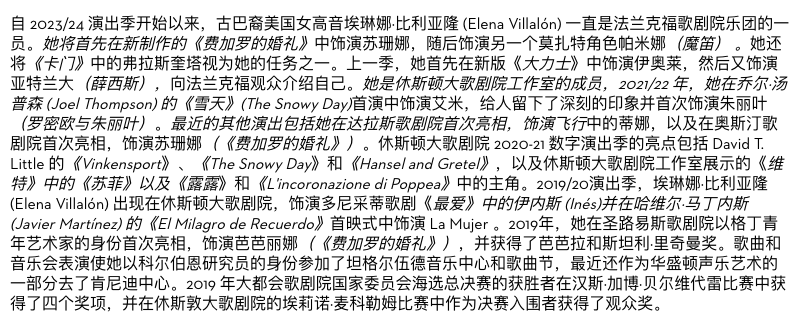 自 2023/24 演出季开始以来，古巴裔美国女高音埃琳娜·比利亚隆 (Elena Villalón) 一直是法兰克福歌剧院乐团的一
员。她将首先在新制作的《费加罗的婚礼》中饰演苏珊娜，随后饰演另一个莫扎特角色帕米娜（魔笛） 。她还
将《卡门》中的弗拉斯奎塔视为她的任务之一。上一季，她首先在新版《大力士》中饰演伊奥莱，然后又饰演
亚特兰大（薛西斯），向法兰克福观众介绍自己。她是休斯顿大歌剧院工作室的成员，2021/22 年，她在乔尔·汤
普森 (Joel Thompson) 的《雪天》(The Snowy Day)首演中饰演艾米，给人留下了深刻的印象并首次饰演朱丽叶
（罗密欧与朱丽叶）。最近的其他演出包括她在达拉斯歌剧院首次亮相，饰演飞行中的蒂娜，以及在奥斯汀歌
剧院首次亮相，饰演苏珊娜（《费加罗的婚礼》）。休斯顿大歌剧院 2020-21 数字演出季的亮点包括 David T.
Little 的《Vinkensport》、《The Snowy Day》和《Hansel and Gretel》，以及休斯顿大歌剧院工作室展示的《维
特》中的《苏菲》以及《露露》和《L'incoronazione di Poppea》中的主角。2019/20演出季，埃琳娜·比利亚隆
(Elena Villalón) 出现在休斯顿大歌剧院，饰演多尼采蒂歌剧《最爱》中的伊内斯 (Inés)并在哈维尔·马丁内斯
(Javier Martínez) 的《El Milagro de Recuerdo》首映式中饰演 La Mujer 。2019年，她在圣路易斯歌剧院以格丁青
年艺术家的身份首次亮相，饰演芭芭丽娜（《费加罗的婚礼》），并获得了芭芭拉和斯坦利·里奇曼奖。歌曲和
音乐会表演使她以科尔伯恩研究员的身份参加了坦格尔伍德音乐中心和歌曲节，最近还作为华盛顿声乐艺术的
一部分去了肯尼迪中心。2019 年大都会歌剧院国家委员会海选总决赛的获胜者在汉斯·加博·贝尔维代雷比赛中获
得了四个奖项，并在休斯敦大歌剧院的埃莉诺·麦科勒姆比赛中作为决赛入围者获得了观众奖。